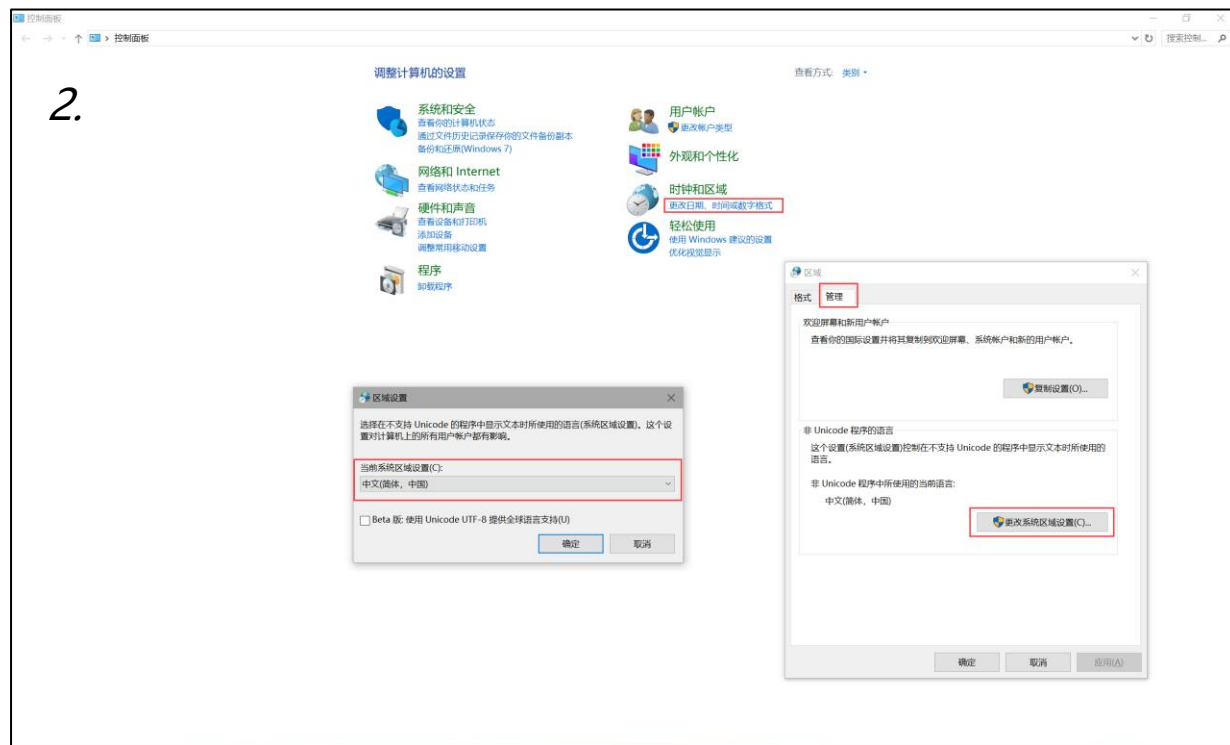 控制面板
控制面板
搜索控制...
2.
调整计算机的设置
查看方式: 类别
系统和安全
查看你的计算机状态
通过文件历史记录保存你的文件备份副本
备份和还原(Windows 7)
网络和 Internet
查看网络状态和任务
硬件和声音
查看设备和打印机
添加设备
调整常用移动设置
程序
卸载程序
用户帐户
更改帐户类型
外观和个性化
时钟和区域
更改日期、时间或数字格式
轻松使用
使用 Windows 建议的设置
优化视觉显示
区域设置
选择在不支持 Unicode 的程序中显示文本时所使用的语言(系统区域设置)。这个设
置对计算机上的所有用户帐户都有影响。
当前系统区域设置(C):
中文(简体，中国)
Beta 版: 使用 Unicode UTF-8 提供全球语言支持(U)
确定 取消
区域
格式 管理
欢迎屏幕和新用户帐户
查看你的国际设置并将其复制到欢迎屏幕、系统帐户和新的用户帐户。
复制设置(O)...
非 Unicode 程序的语言
这个设置(系统区域设置)控制在不支持 Unicode 的程序中显示文本时所使用的
语言。
非 Unicode 程序中所使用的当前语言:
中文(简体，中国)
更改系统区域设置(C)...
确定 取消 应用(A)